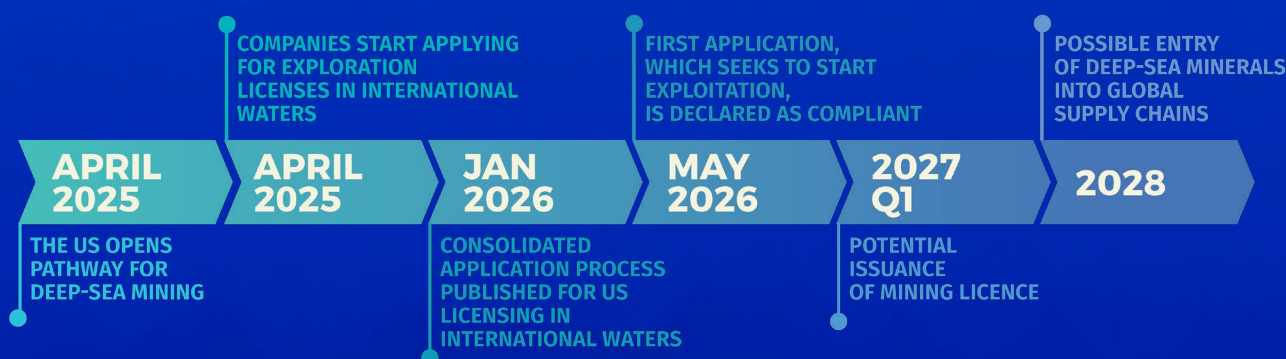 COMPANIES START APPLYING
FOR EXPLORATION
LICENSES IN INTERNATIONAL
WATERS
FIRST APPLICATION,
WHICH SEEKS TO START
EXPLOITATION,
IS DECLARED AS COMPLIANT
POSSIBLE ENTRY
OF DEEP-SEA MINERALS
INTO GLOBAL
SUPPLY CHAINS
APRIL
2025
APRIL
2025
JAN
2026
MAY
2026
2027
Q1
2028
THE US OPENS
PATHWAY FOR
DEEP-SEA MINING
CONSOLIDATED
APPLICATION PROCESS
PUBLISHED FOR US
LICENSING IN
INTERNATIONAL WATERS
POTENTIAL
ISSUANCE
OF MINING LICENCE